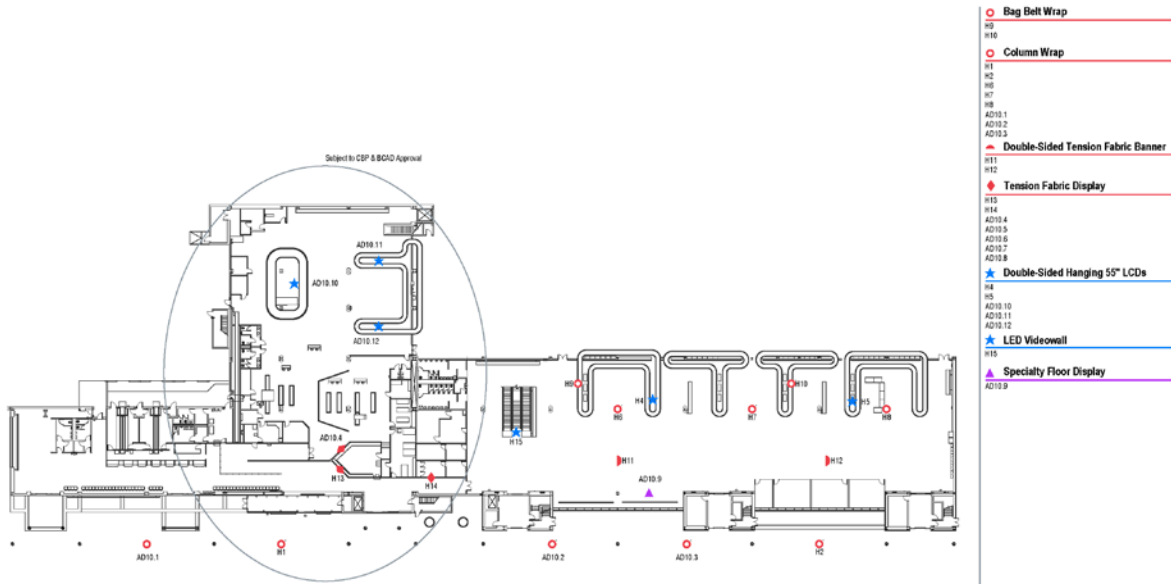 Bag Belt Wrap
H9
H10
Column Wrap
H1
H2
H6
H7
H8
AD10.1
AD10.2
AD10.3
Double-Sided Tension Fabric Banner
H11
H12
Tension Fabric Display
H13
H14
AD10.4
AD10.5
AD10.6
AD10.7
AD10.8
Double-Sided Hanging 55" LCDs
H4
H5
AD10.10
AD10.11
AD10.12
LED Videowall
H15
Specialty Floor Display
AD10.9
Subject to CBP & BCAD Approval
AD10.11
AD10.10
AD10.12
H9
H10
H4
H5
H6
H7
H8
H15
AD10.4
H11
H12
H13
H14
AD10.9
AD10.1
H1
AD10.2
AD10.3
H2